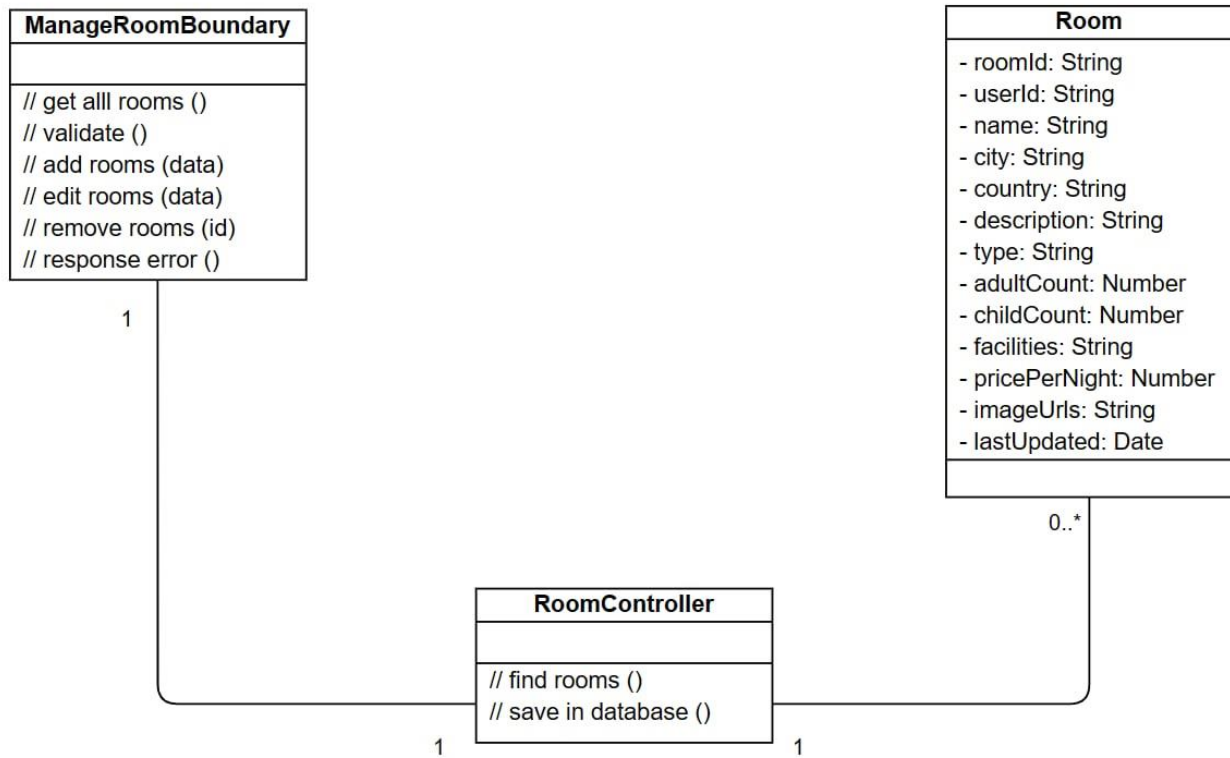 ManageRoomBoundary
// get alll rooms ()
// validate ()
// add rooms (data)
// edit rooms (data)
// remove rooms (id)
// response error ()
1
Room
- roomId: String
- userId: String
- name: String
- city: String
- country: String
- description: String
- type: String
- adultCount: Number
- childCount: Number
- facilities: String
- pricePerNight: Number
- imageUrls: String
- lastUpdated: Date
0..*
RoomController
// find rooms ()
// save in database ()
1
1